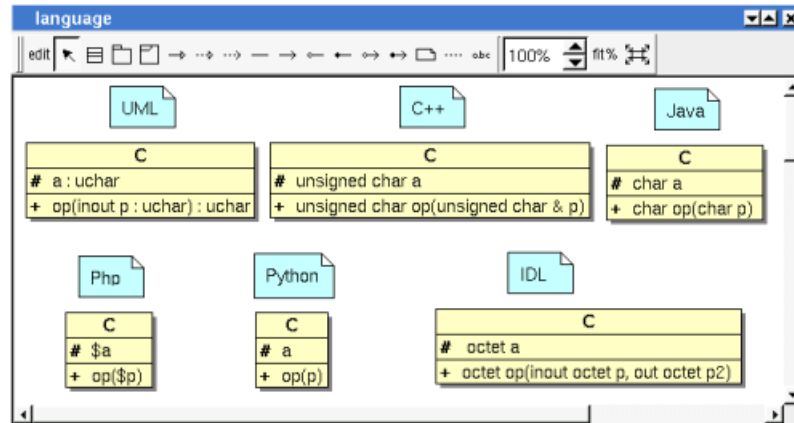 language
edit abc 100% fit%
UML C++ Java
C
# a : uchar
+ op(inout p : uchar) : uchar
C
# unsigned char a
+ unsigned char op(unsigned char & p)
C
# char a
+ char op(char p)
Php Python IDL
C
# $a
+ op($p)
C
# a
+ op(p)
C
# octet a
+ octet op(inout octet p, out octet p2)